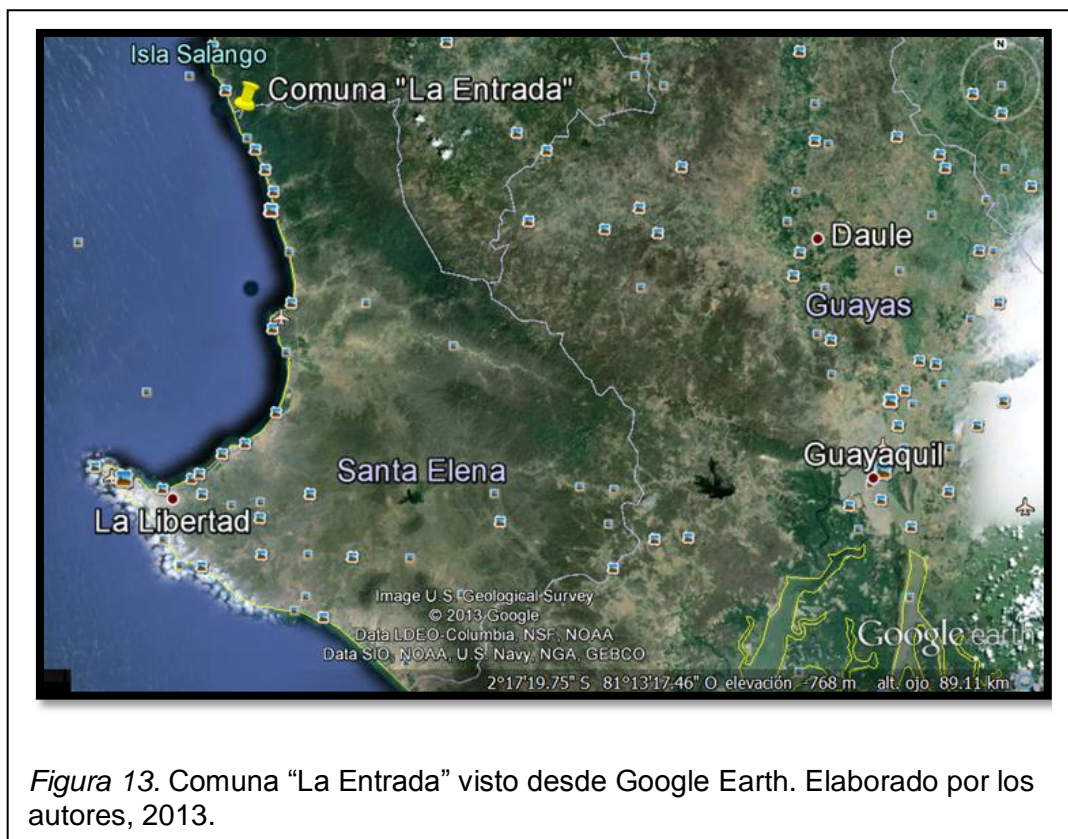 Isla Salango
Comuna "La Entrada"
N
Daule
Guayas
Guayaquil
Santa Elena
La Libertad
Image U.S. Geological Survey
© 2013 Google
Data LDEO-Columbia, NSF, NOAA
Data SIO, NOAA, U.S. Navy, NGA, GEBCO
Google earth
2°17'19.75" S 81°13'17.46" O elevación -768 m alt. ojo 89.11 km
Figura 13. Comuna “La Entrada” visto desde Google Earth. Elaborado por los
autores, 2013.